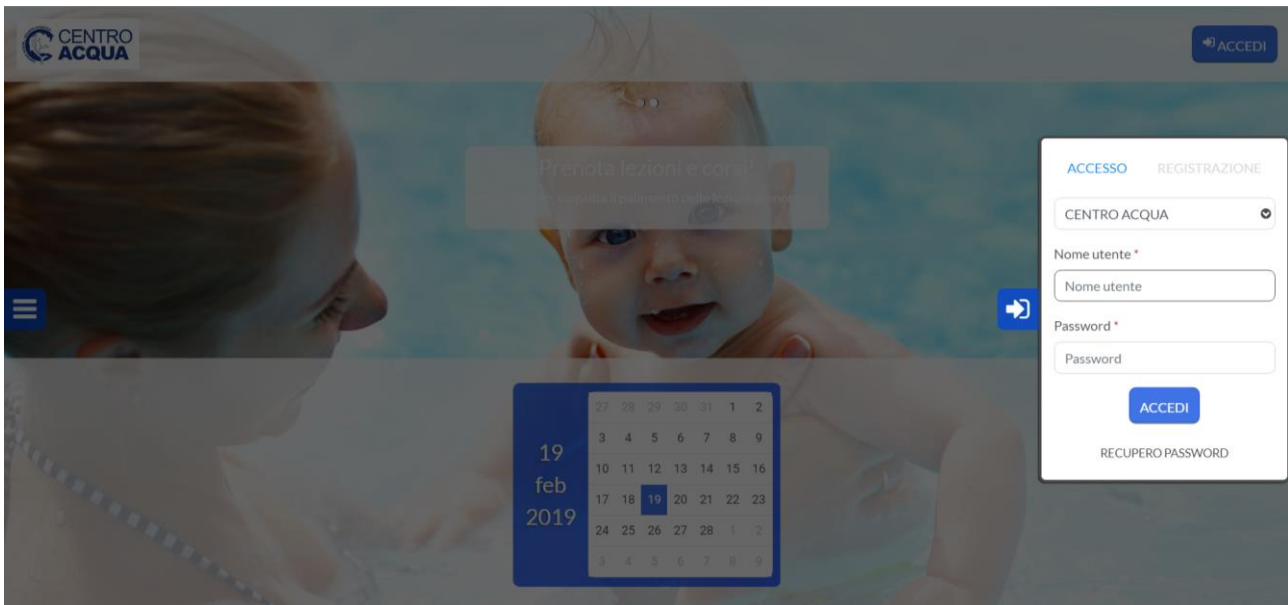 CENTRO
ACQUA
ACCEDI
Prenota lezioni e corsi!
ACCESSO REGISTRAZIONE
CENTRO ACQUA
Nome utente *
Nome utente
Password *
Password
ACCEDI
RECUPERO PASSWORD
19
feb
2019
27 28 29 30 31 1 2
3 4 5 6 7 8 9
10 11 12 13 14 15 16
17 18 19 20 21 22 23
24 25 26 27 28 1 2
3 4 5 6 7 8 9